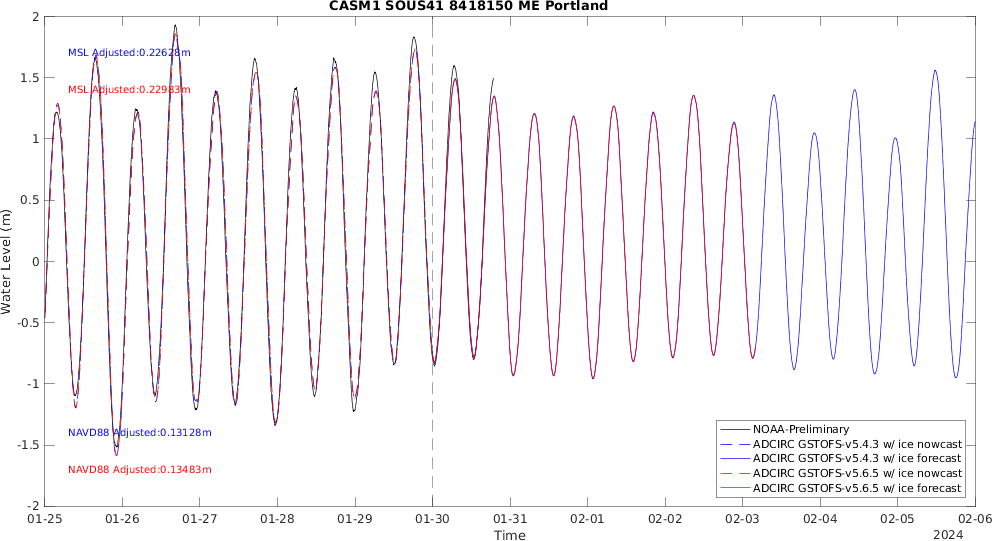 CASM1 SOUS41 8418150 ME Portland
2
1.5
1
0.5
0
-0.5
-1
-1.5
-2
Water Level (m)
MSL Adjusted:0.22628m
MSL Adjusted:0.22983m
NAVD88 Adjusted:0.13128m
NAVD88 Adjusted:0.13483m
NOAA-Preliminary
ADCIRC GSTOFS-v5.4.3 w/ ice nowcast
ADCIRC GSTOFS-v5.4.3 w/ ice forecast
ADCIRC GSTOFS-v5.6.5 w/ ice nowcast
ADCIRC GSTOFS-v5.6.5 w/ ice forecast
01-25 01-26 01-27 01-28 01-29 01-30 01-31 02-01 02-02 02-03 02-04 02-05 02-06
Time
2024